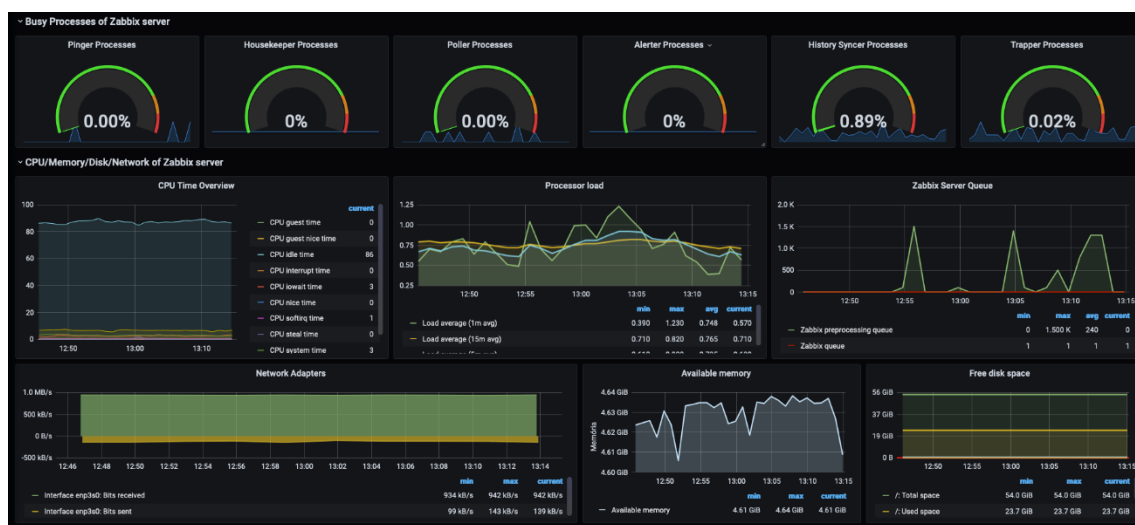 Busy Processes of Zabbix server
Pinger Processes
0.00%
Housekeeper Processes
0%
Poller Processes
0.00%
Alerter Processes
0%
History Syncer Processes
0.89%
Trapper Processes
0.02%
CPU/Memory/Disk/Network of Zabbix server
CPU Time Overview
100
80
60
40
20
0
12:50 13:00 13:10
current
CPU guest time 0
CPU guest nice time 0
CPU idle time 86
CPU interrupt time 0
CPU iowait time 3
CPU nice time 0
CPU softirq time 1
CPU steal time 0
CPU system time 3
Processor load
1.25
1.00
0.75
0.50
0.25
12:50 12:55 13:00 13:05 13:10 13:15
min max avg current
Load average (1m avg) 0.390 1.230 0.748 0.570
Load average (15m avg) 0.710 0.820 0.765 0.710
Zabbix Server Queue
2.0 K
1.5 K
1.0 K
500
0
12:50 12:55 13:00 13:05 13:10 13:15
min max avg current
Zabbix preprocessing queue 0 1.500 K 240 0
Zabbix queue 1 1 1 1
Network Adapters
1.0 MB/s
500 kB/s
0 B/s
-500 kB/s
12:46 12:48 12:50 12:52 12:54 12:56 12:58 13:00 13:02 13:04 13:06 13:08 13:10 13:12 13:14
min max current
Interface enp3s0: Bits received 934 kB/s 942 kB/s 942 kB/s
Interface enp3s0: Bits sent 99 kB/s 143 kB/s 139 kB/s
Available memory
Memória
4.64 GiB
4.63 GiB
4.62 GiB
4.61 GiB
4.60 GiB
12:50 12:55 13:00 13:05 13:10 13:15
min max current
Available memory 4.61 GiB 4.64 GiB 4.61 GiB
Free disk space
56 GiB
37 GiB
19 GiB
0 B
12:50 12:55 13:00 13:05 13:10 13:15
min max current
/: Total space 54.0 GiB 54.0 GiB 54.0 GiB
/: Used space 23.7 GiB 23.7 GiB 23.7 GiB